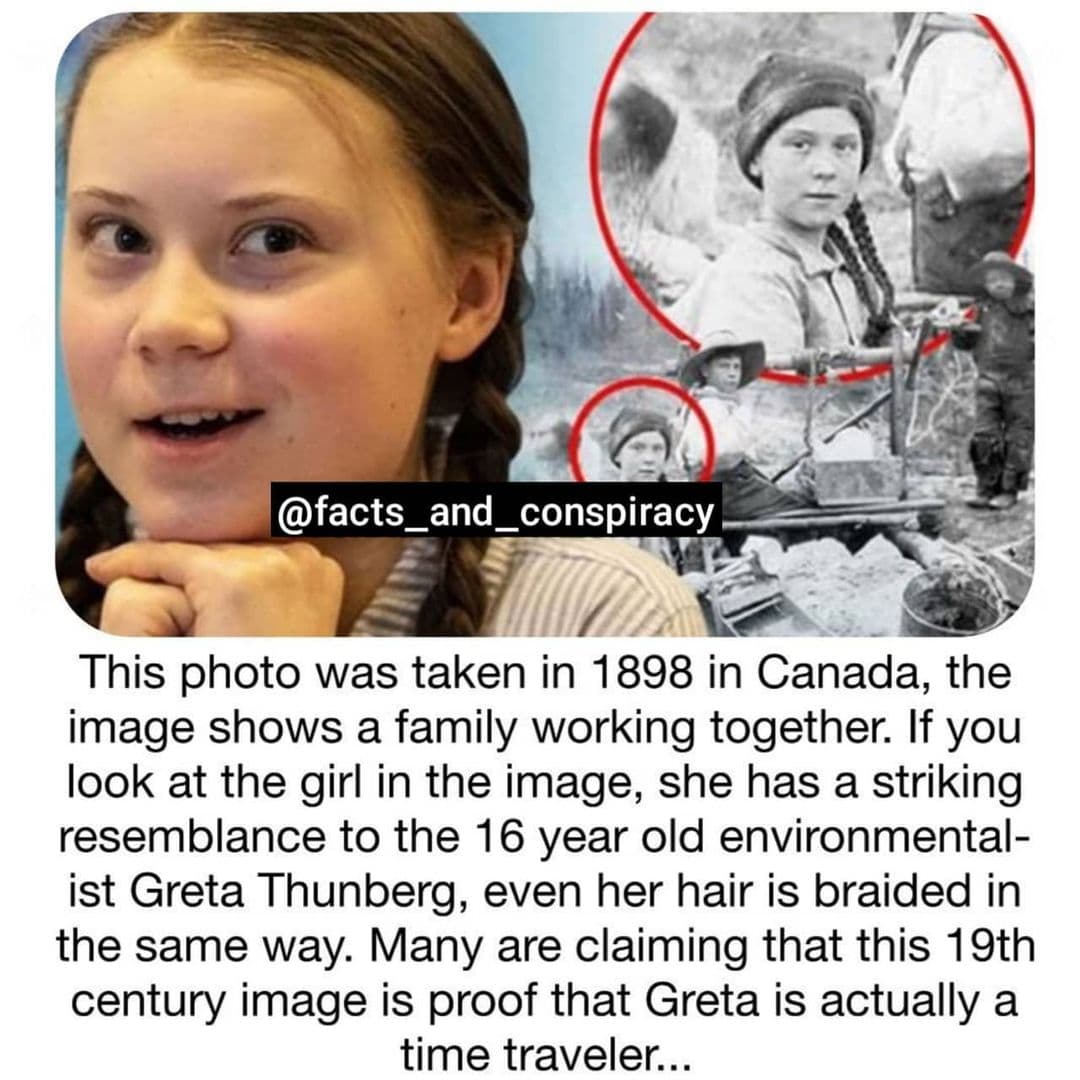 @facts_and_conspiracy
This photo was taken in 1898 in Canada, the
image shows a family working together. If you
look at the girl in the image, she has a striking
resemblance to the 16 year old environmental-
ist Greta Thunberg, even her hair is braided in
the same way. Many are claiming that this 19th
century image is proof that Greta is actually a
time traveler...